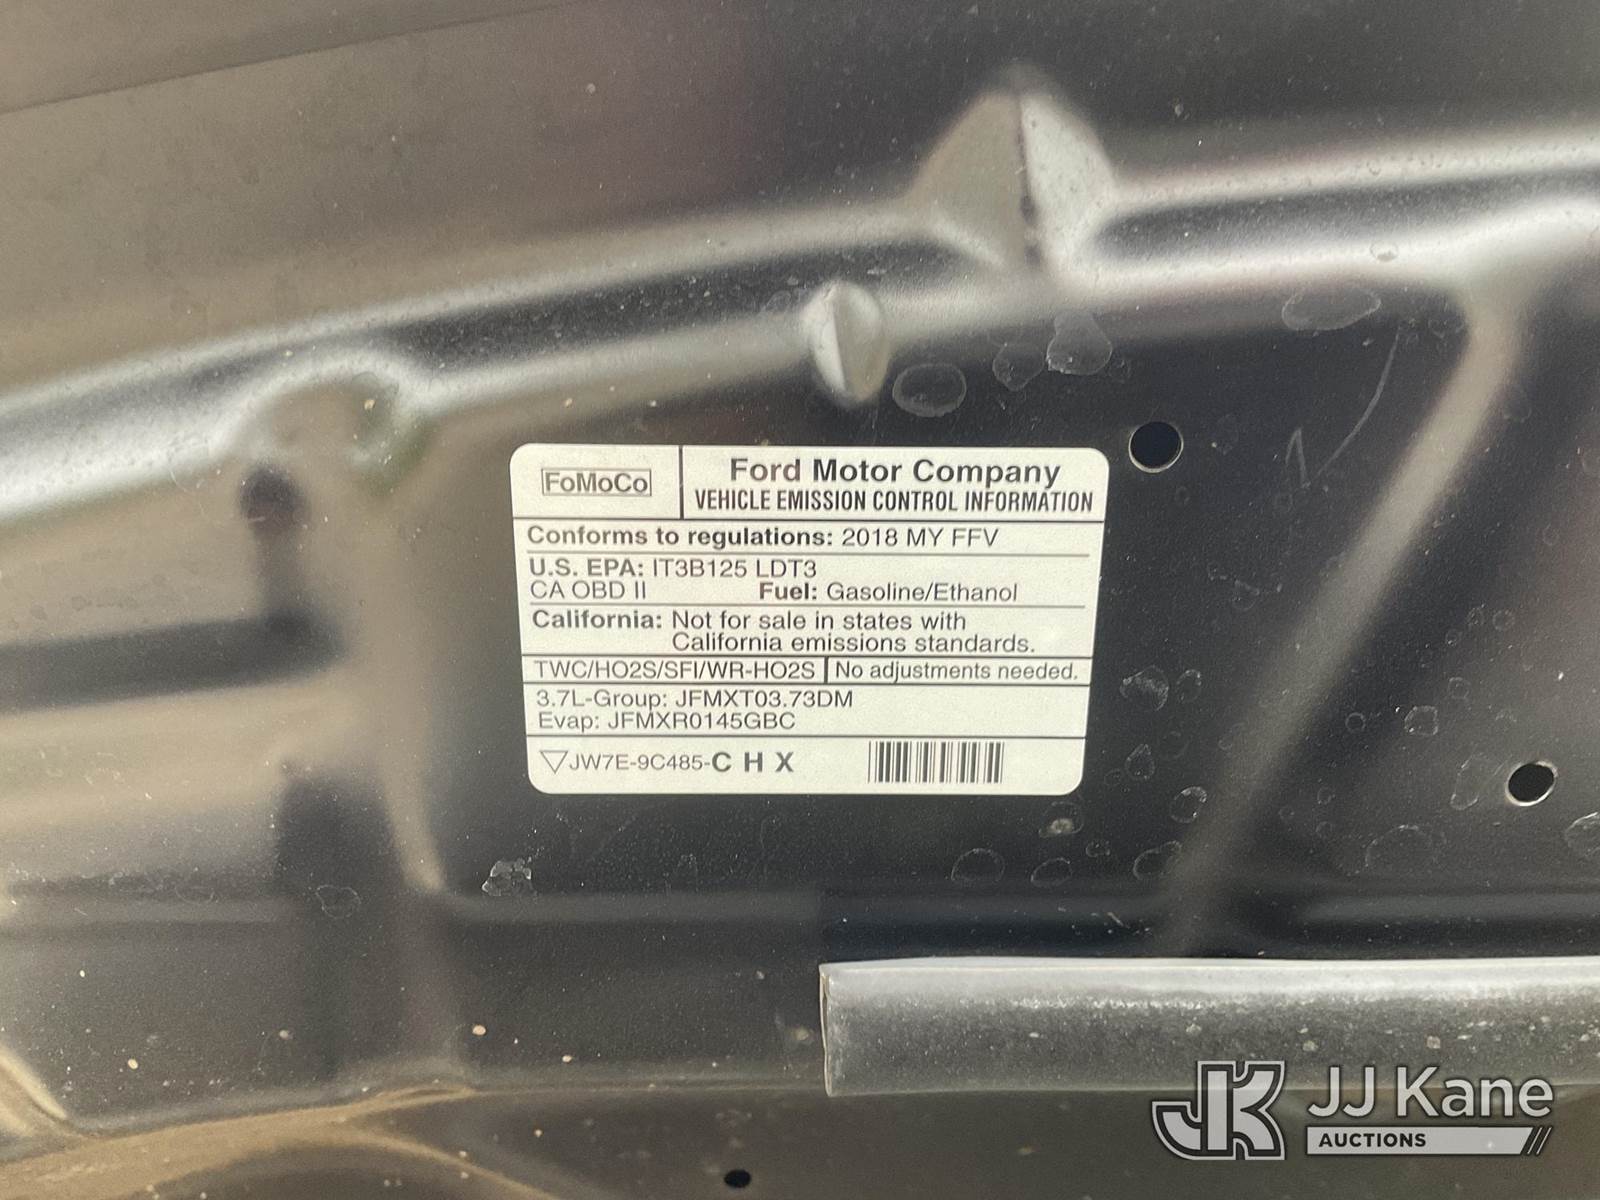 FoMoCo
Ford Motor Company
VEHICLE EMISSION CONTROL INFORMATION
Conforms to regulations: 2018 MY FFV
U.S. EPA: IT3B125 LDT3
CA OBD II Fuel: Gasoline/Ethanol
California: Not for sale in states with
California emissions standards.
TWC/HO2S/SFI/WR-HO2S No adjustments needed.
3.7L-Group: JFMXT03.73DM
Evap: JFMXR0145GBC
JW7E-9C485-C H X
JK JJ Kane
AUCTIONS